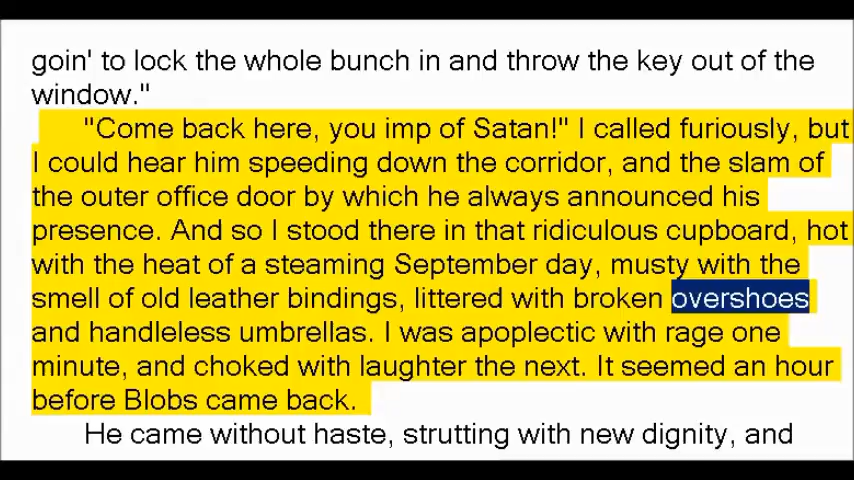 goin' to lock the whole bunch in and throw the key out of the
window."
"Come back here, you imp of Satan!" I called furiously, but
I could hear him speeding down the corridor, and the slam of
the outer office door by which he always announced his
presence. And so I stood there in that ridiculous cupboard, hot
with the heat of a steaming September day, musty with the
smell of old leather bindings, littered with broken overshoes
and handleless umbrellas. I was apoplectic with rage one
minute, and choked with laughter the next. It seemed an hour
before Blobs came back.
He came without haste, strutting with new dignity, and